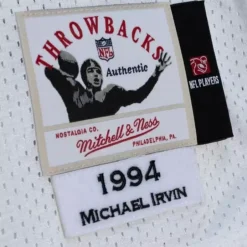 THROWBACKS
NFL
Authentic
NFL PLAYERS
NOSTALGIA CO.
Mitchell & Ness
PHILADELPHIA, PA.
1994
MICHAEL IRVIN